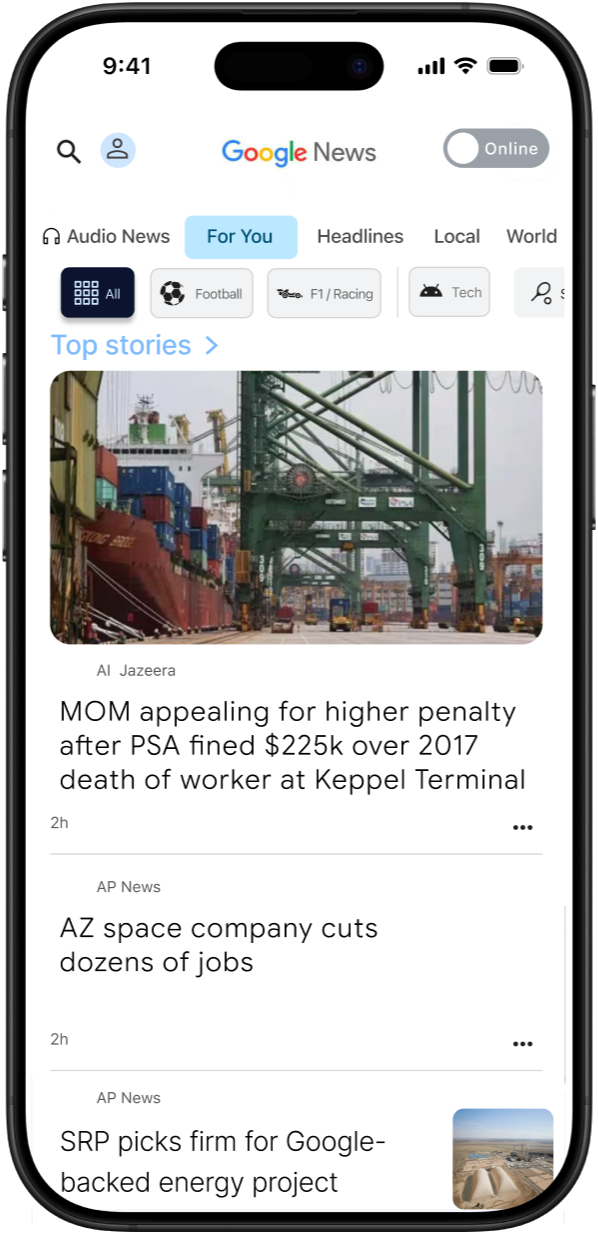 9:41
Google News
Online
Audio News
For You
Headlines
Local
World
All
Football
F1 / Racing
Tech
Top stories
309
309
Al Jazeera
MOM appealing for higher penalty
after PSA fined $225k over 2017
death of worker at Keppel Terminal
2h
AP News
AZ space company cuts
dozens of jobs
2h
AP News
SRP picks firm for Google-
backed energy project